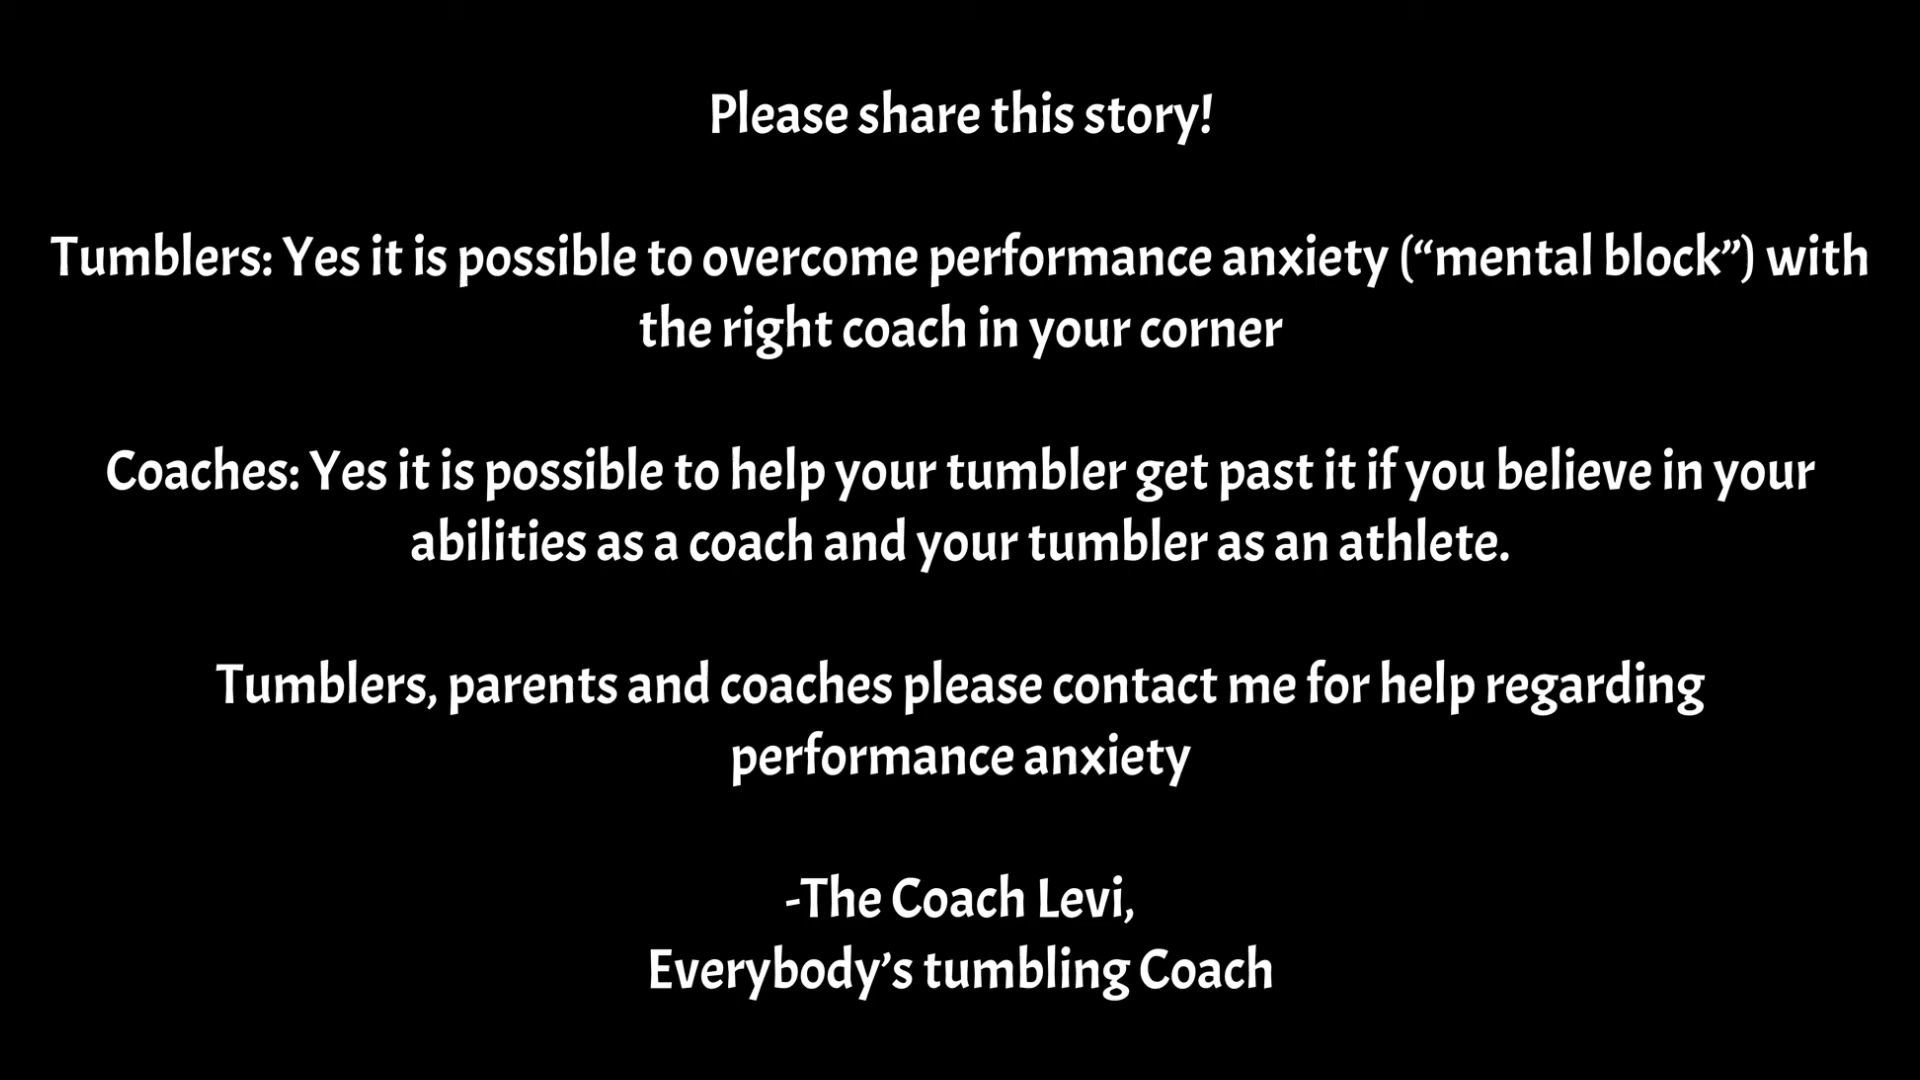 Please share this story!
Tumblers: Yes it is possible to overcome performance anxiety (“mental block”) with
the right coach in your corner
Coaches: Yes it is possible to help your tumbler get past it if you believe in your
abilities as a coach and your tumbler as an athlete.
Tumblers, parents and coaches please contact me for help regarding
performance anxiety
-The Coach Levi,
Everybody’s tumbling Coach